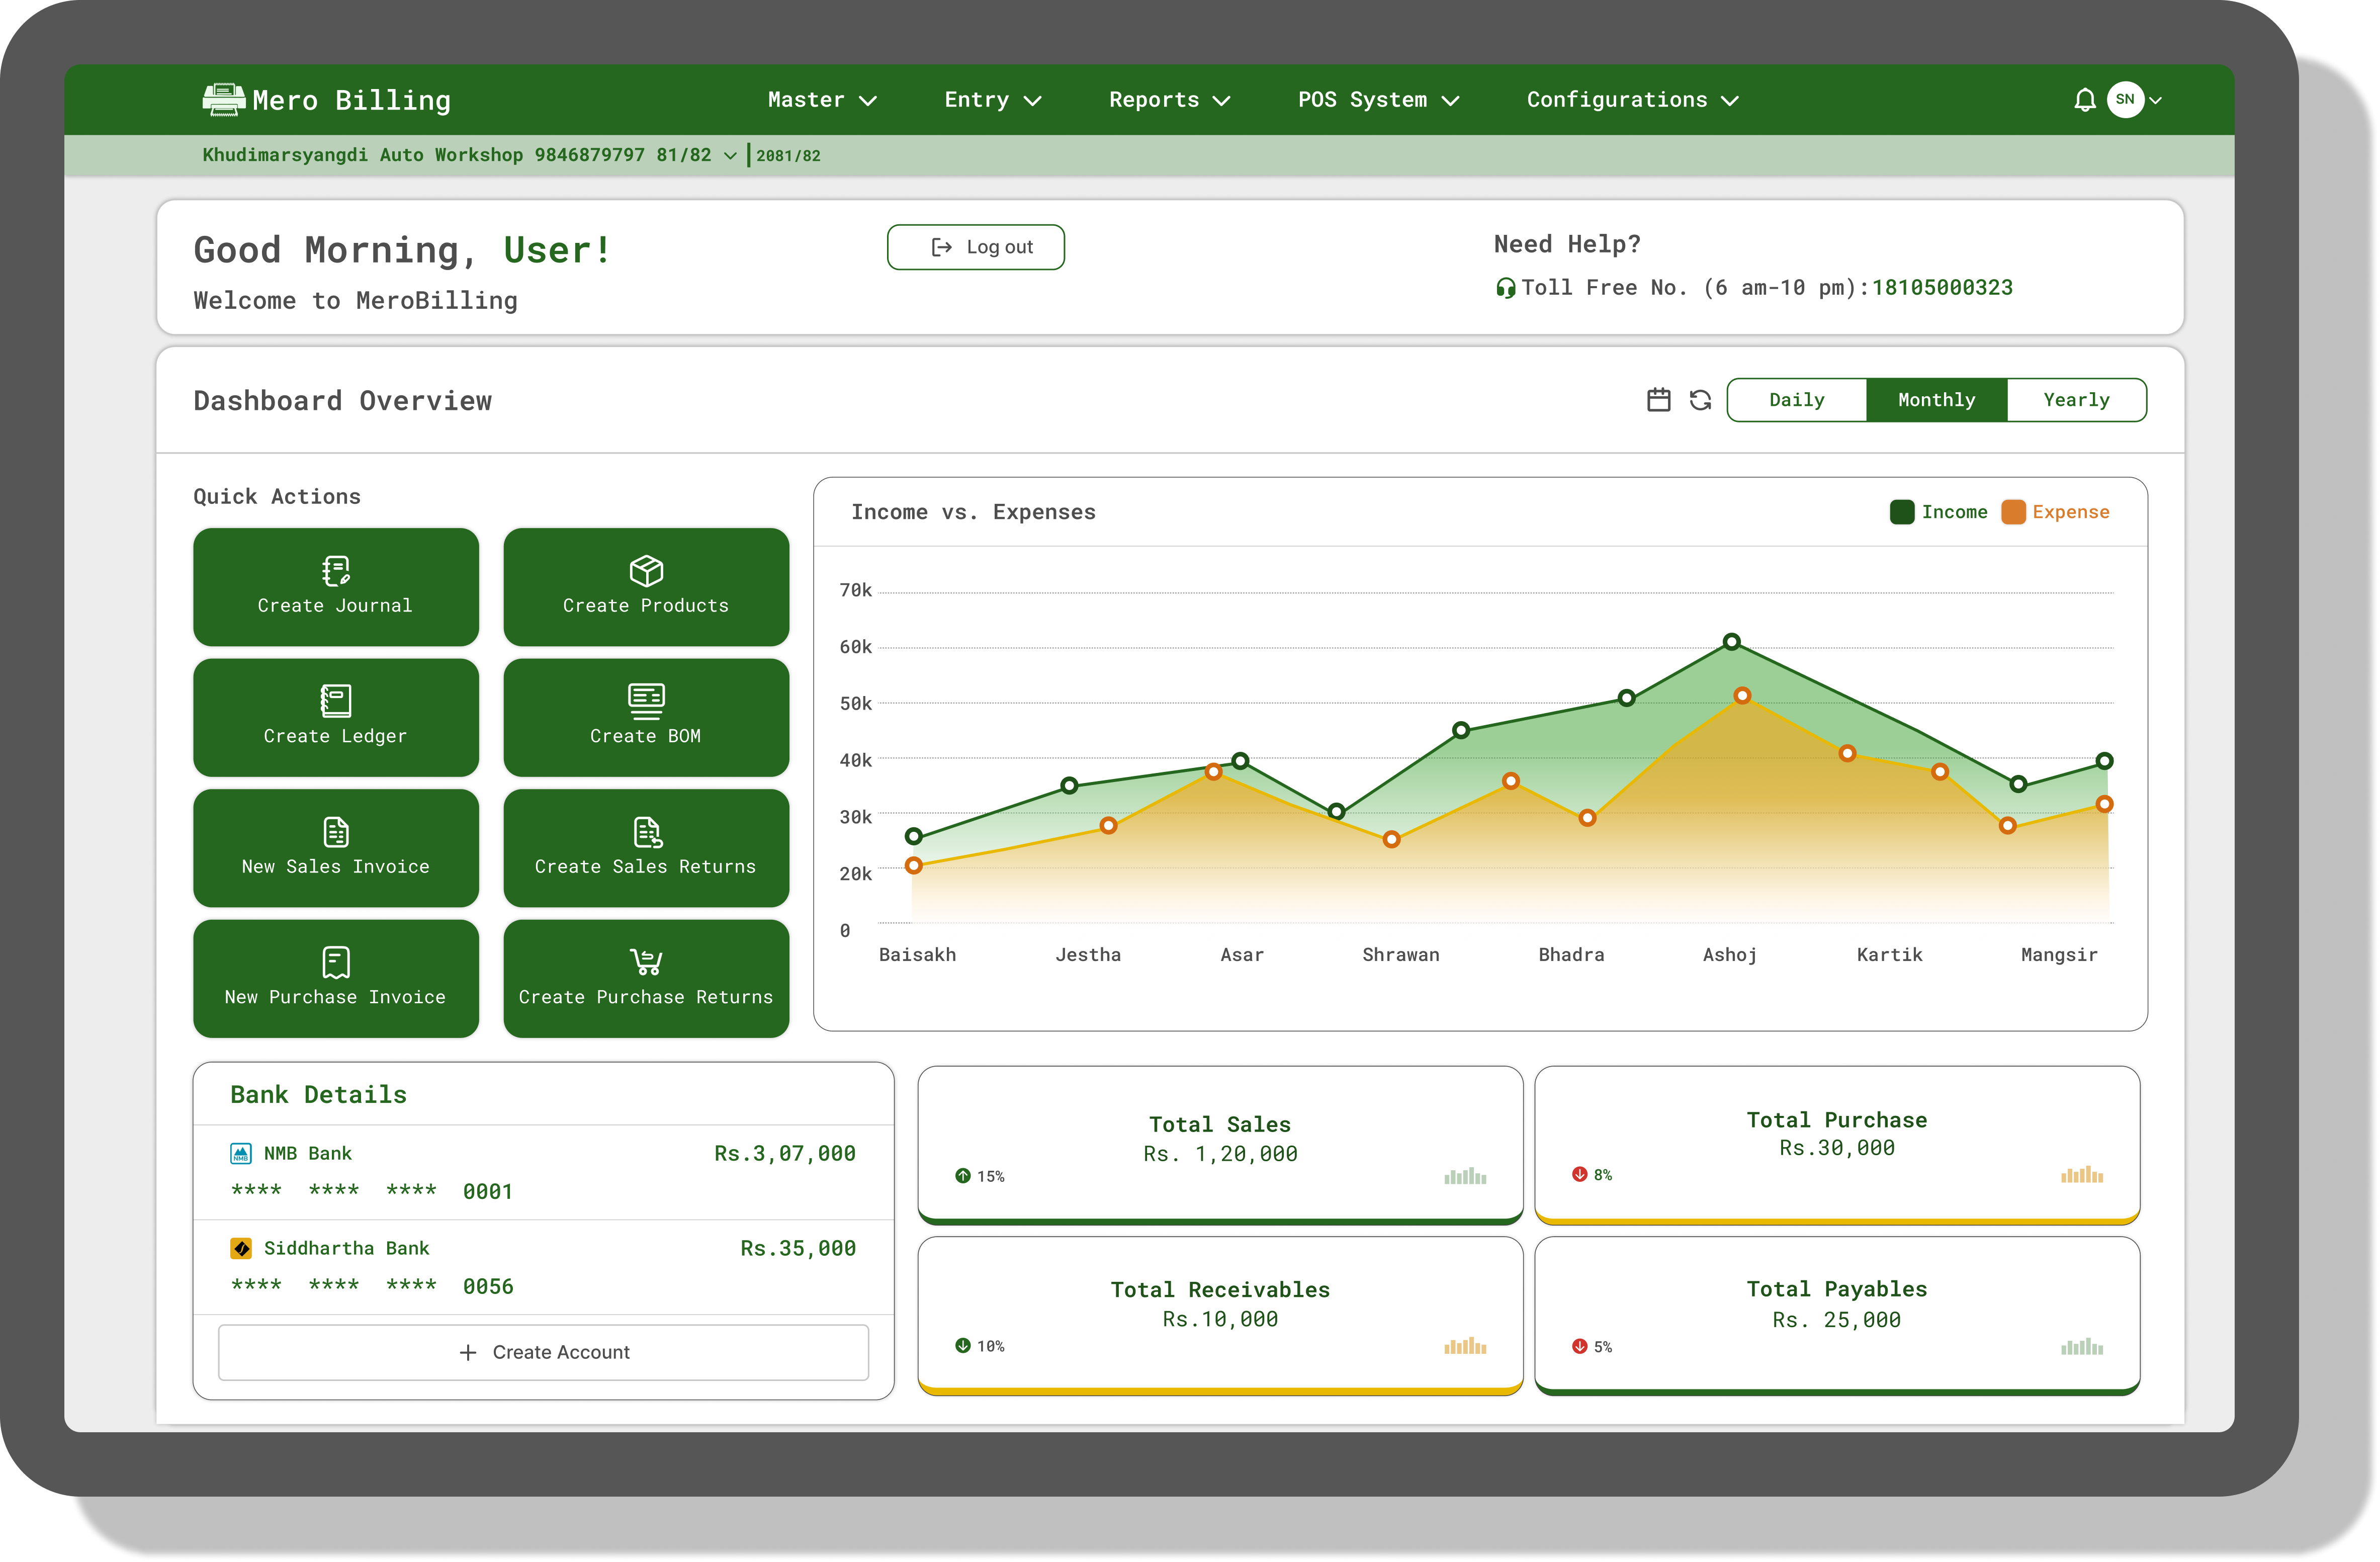 Mero Billing
Master
Entry
Reports
POS System
Configurations
SN
Khudimarsyangdi Auto Workshop 9846879797 81/82
2081/82
Good Morning, User!
Welcome to MeroBilling
Log out
Need Help?
Toll Free No. (6 am-10 pm):18105000323
Dashboard Overview
Daily
Monthly
Yearly
Quick Actions
Create Journal
Create Products
Create Ledger
Create BOM
New Sales Invoice
Create Sales Returns
New Purchase Invoice
Create Purchase Returns
Income vs. Expenses
Income
Expense
70k
60k
50k
40k
30k
20k
0
Baisakh
Jestha
Asar
Shrawan
Bhadra
Ashoj
Kartik
Mangsir
Bank Details
NMB
NMB Bank
Rs.3,07,000
**** **** **** 0001
Siddhartha Bank
Rs.35,000
**** **** **** 0056
+ Create Account
Total Sales
Rs. 1,20,000
15%
Total Purchase
Rs.30,000
8%
Total Receivables
Rs.10,000
10%
Total Payables
Rs. 25,000
5%